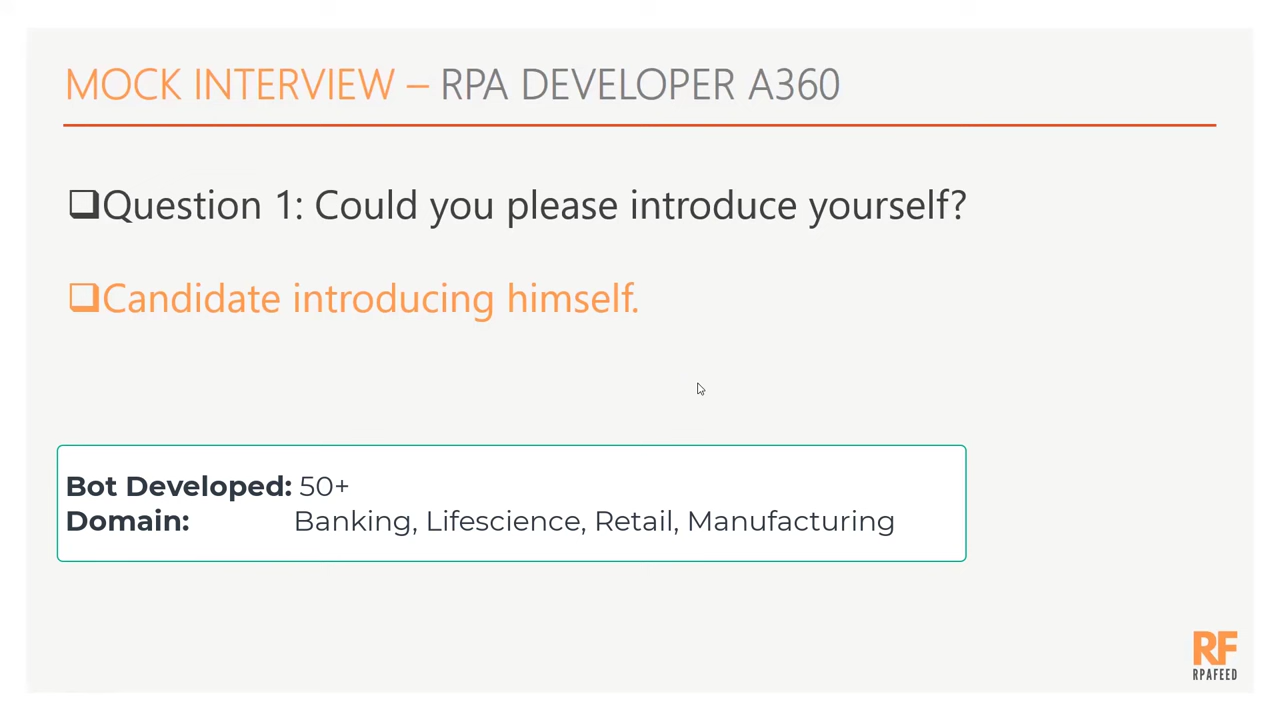 MOCK INTERVIEW – RPA DEVELOPER A360
❑Question 1: Could you please introduce yourself?
❑Candidate introducing himself.
Bot Developed: 50+
Domain: Banking, Lifescience, Retail, Manufacturing
RF
RPAFEED